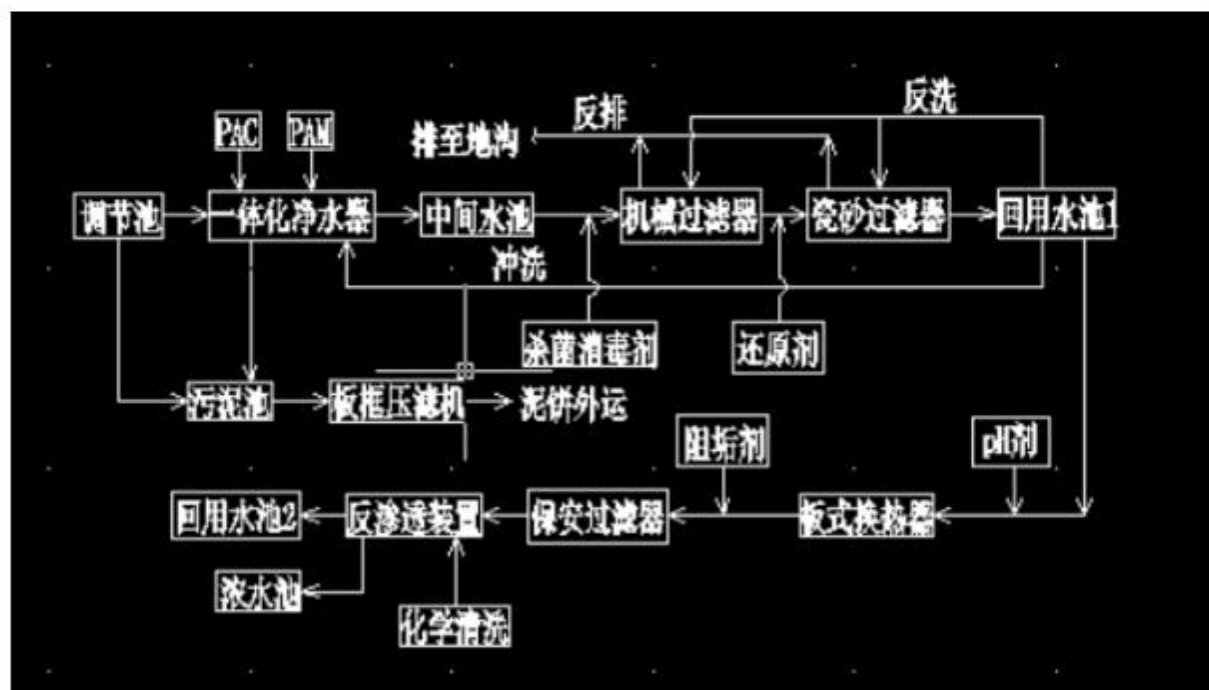 反洗
反排
排至地沟
PAC
PAM
调节池
一体化净水器
中间水池
机械过滤器
瓷砂过滤器
回用水池1
冲洗
杀菌消毒剂
还原剂
污泥池
板框压滤机
泥饼外运
阻垢剂
pH剂
回用水池2
反渗透装置
保安过滤器
板式换热器
浓水池
化学清洗